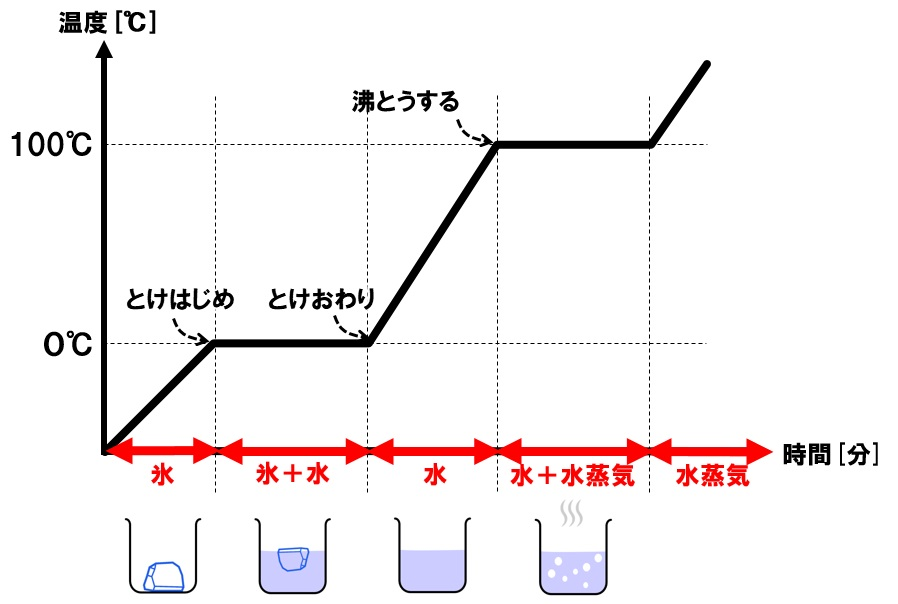 温度[℃]
沸とうする
100℃
とけはじめ
とけおわり
0℃
時間[分]
氷
氷＋水
水
水＋水蒸気
水蒸気